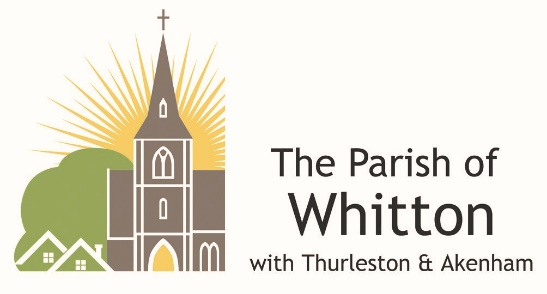 The Parish of
Whitton
with Thurleston & Akenham